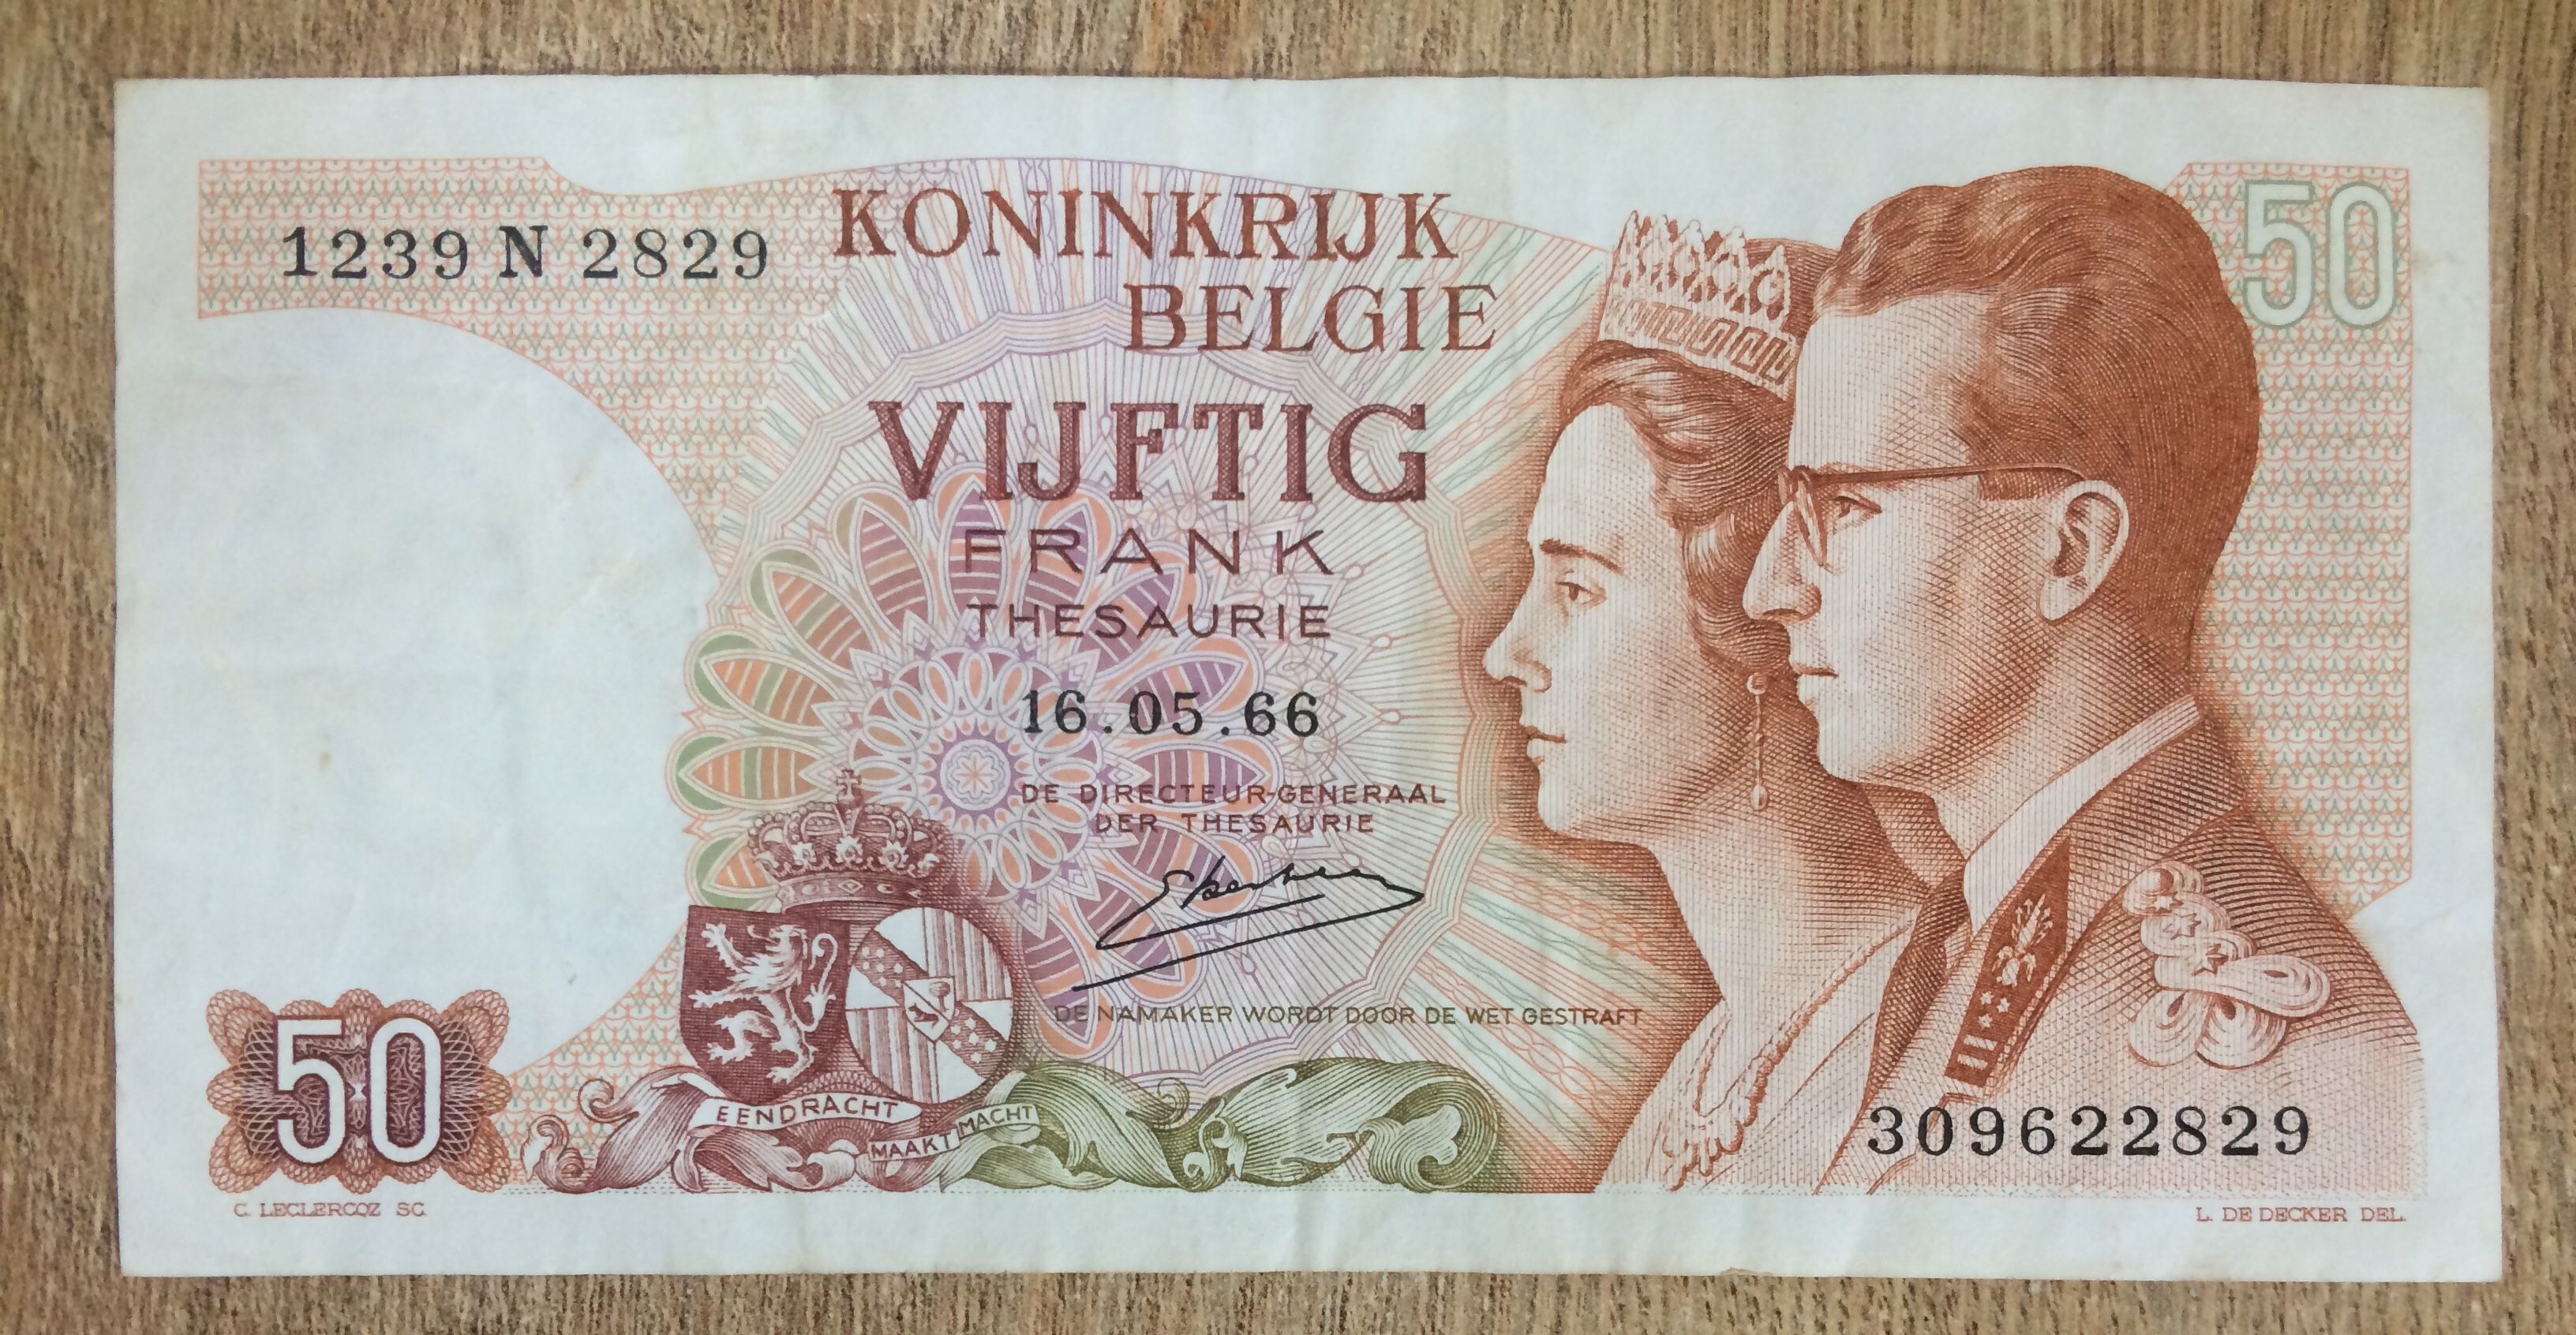 1239 N 2829
KONINKRIJK
BELGIE
50
VIJFTIG
FRANK
THESAURIE
16.05.66
DE DIRECTEUR-GENERAAL
DER THESAURIE
DE NAMAKER WORDT DOOR DE WET GESTRAFT
50
EENDRACHT
MAAKT MACHT
309622829
C. LECLERCQZ SC.
L. DE DECKER DEL.